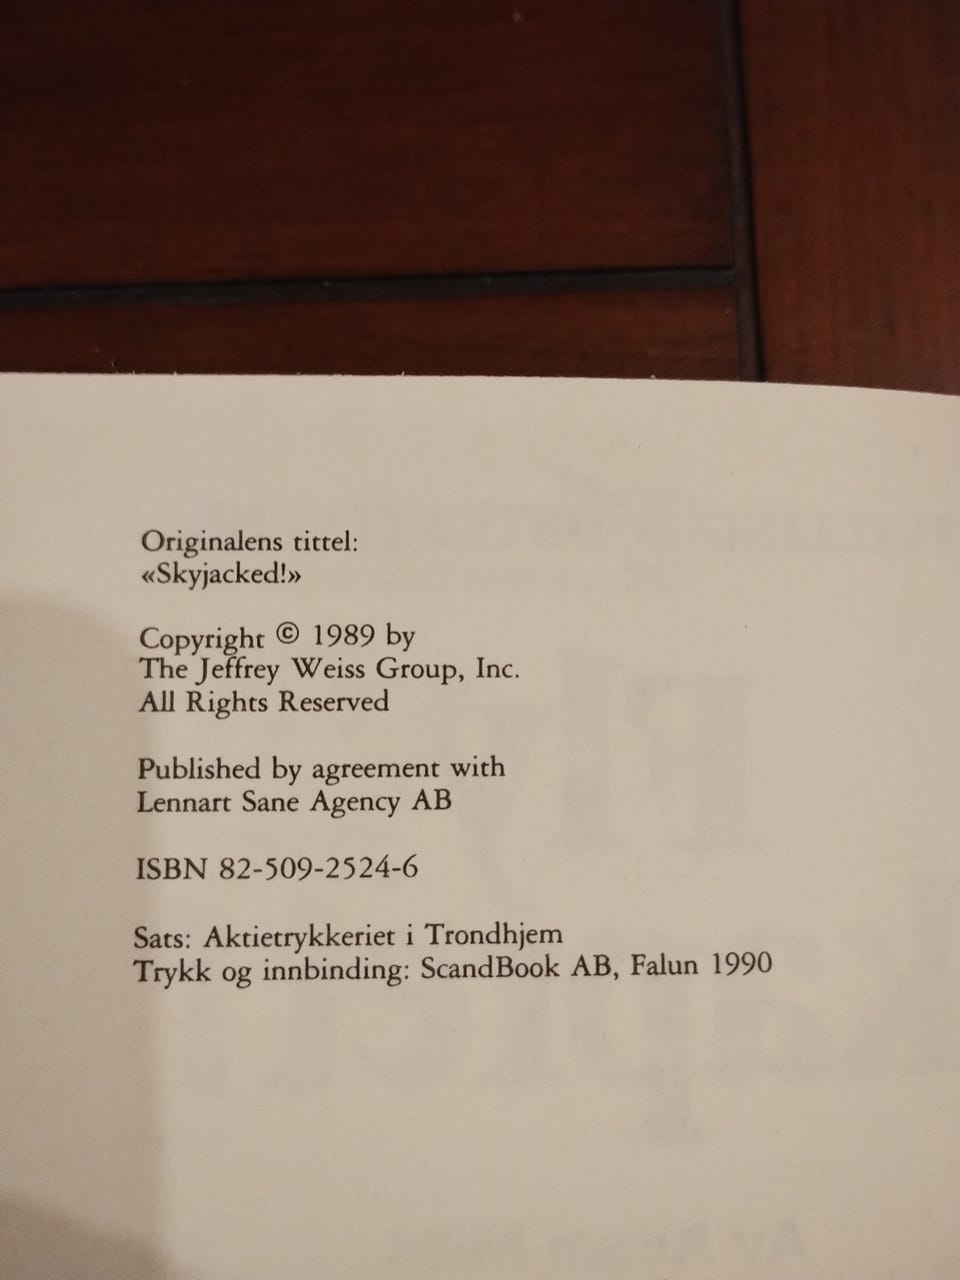 Originalens tittel:
«Skyjacked!»
Copyright © 1989 by
The Jeffrey Weiss Group, Inc.
All Rights Reserved
Published by agreement with
Lennart Sane Agency AB
ISBN 82-509-2524-6
Sats: Aktietrykkeriet i Trondhjem
Trykk og innbinding: ScandBook AB, Falun 1990